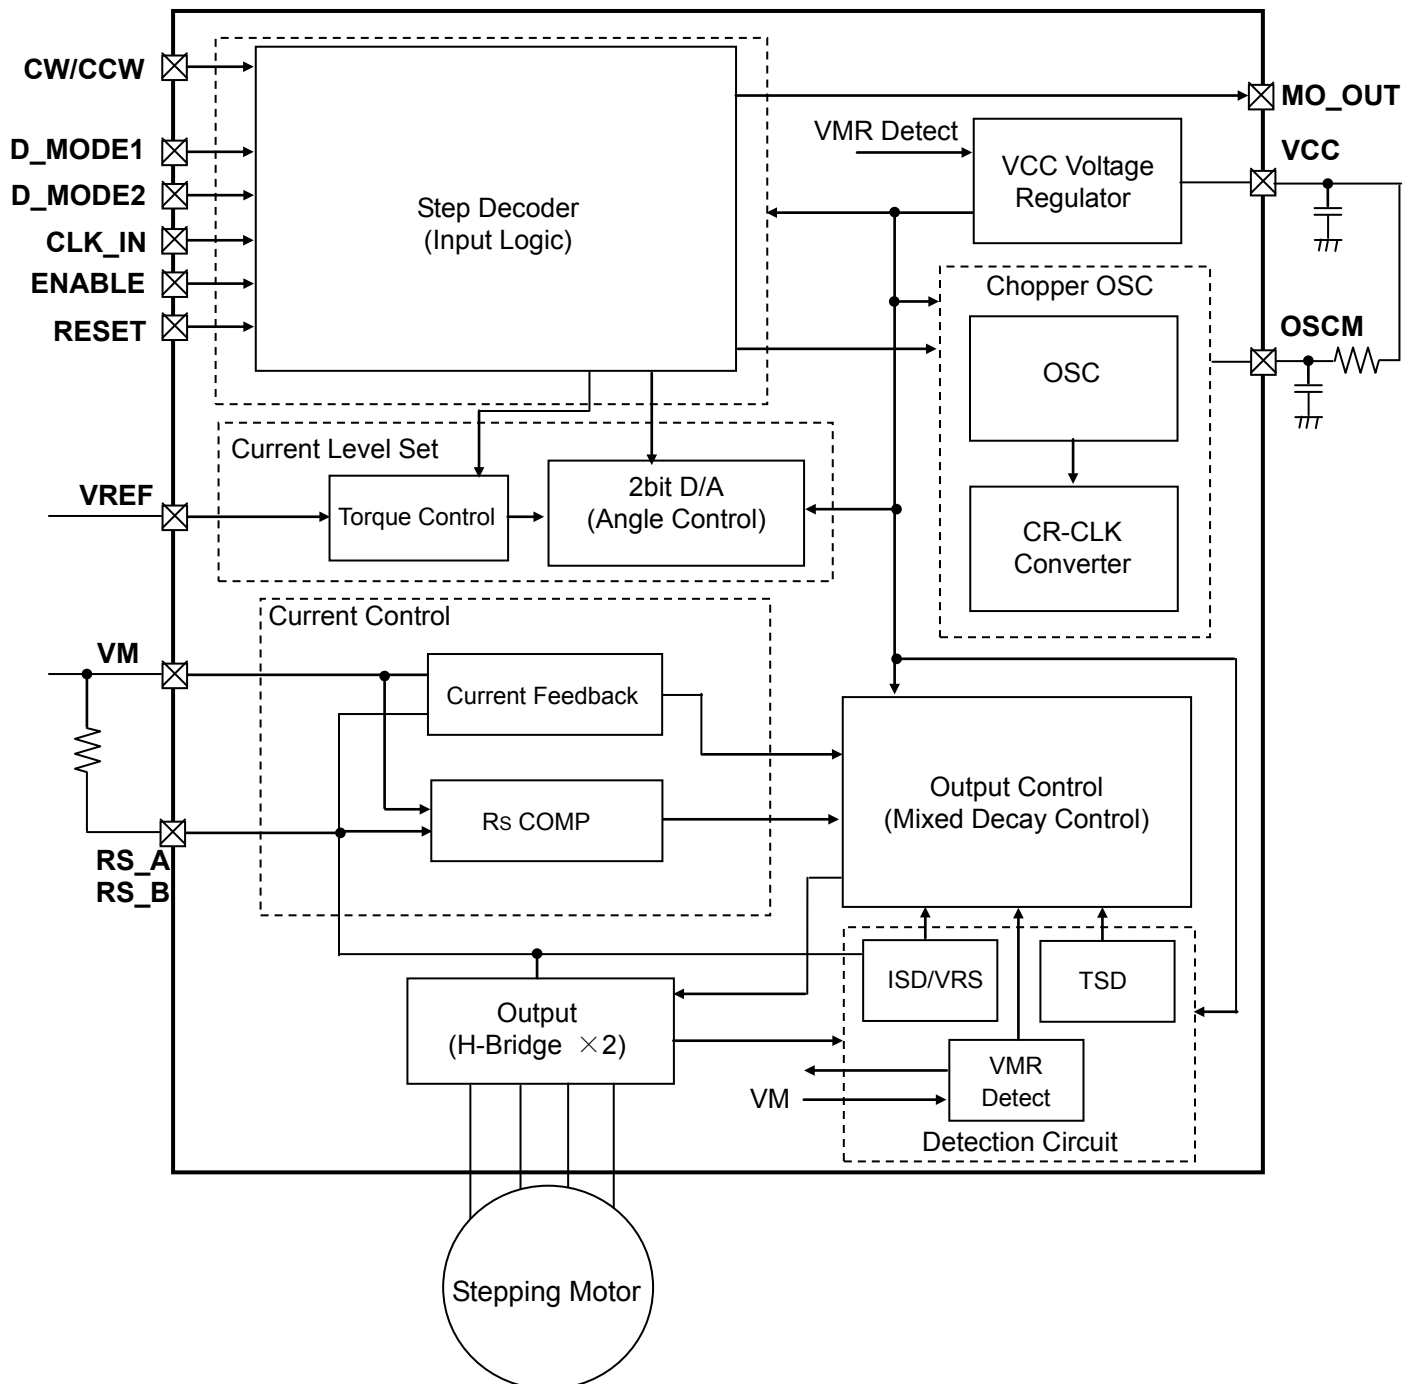 CW/CCW
D_MODE1
D_MODE2
CLK_IN
ENABLE
RESET
Step Decoder
(Input Logic)
MO_OUT
VMR Detect
VCC Voltage
Regulator
VCC
Chopper OSC
OSC
CR-CLK
Converter
OSCM
Current Level Set
VREF
Torque Control
2bit D/A
(Angle Control)
Current Control
VM
Current Feedback
RS COMP
RS_A
RS_B
Output Control
(Mixed Decay Control)
ISD/VRS
TSD
Output
(H-Bridge ×2)
VMR
Detect
VM
Detection Circuit
Stepping Motor